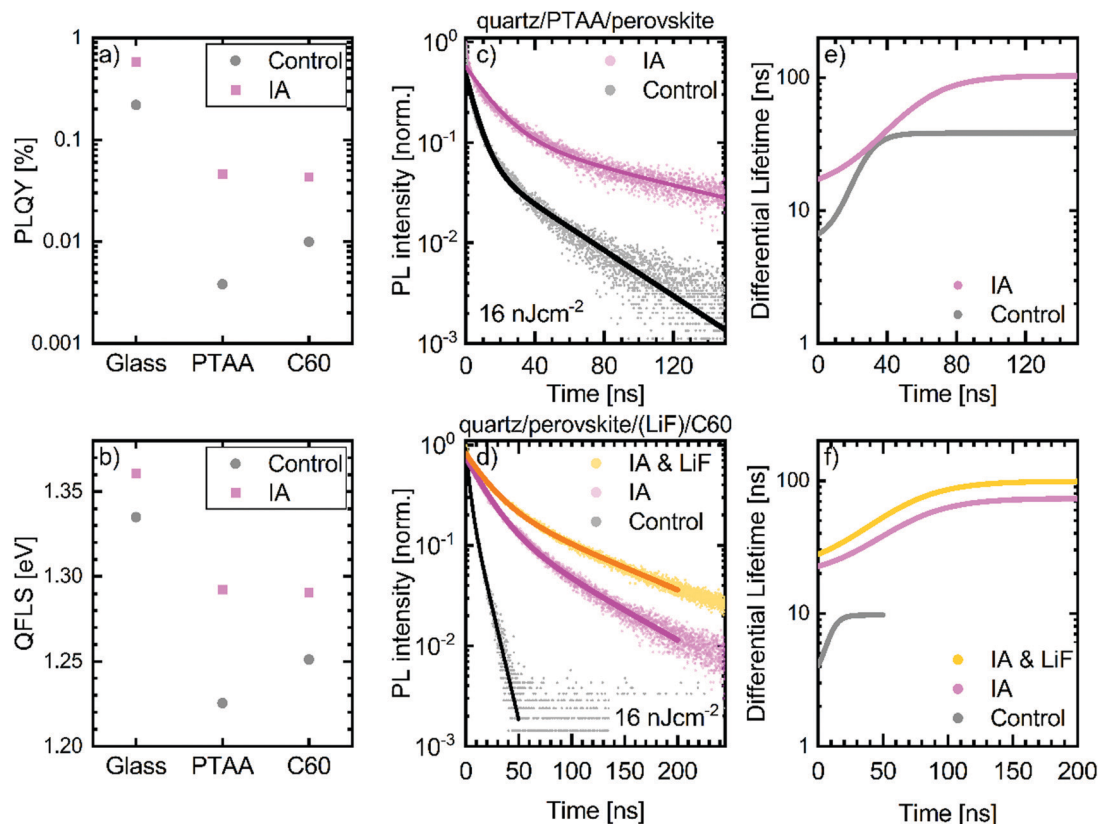 a)
Control
IA
PLQY [%]
1
0.1
0.01
0.001
Glass PTAA C60
quartz/PTAA/perovskite
c)
IA
Control
PL intensity [norm.]
10⁰
10⁻¹
10⁻²
10⁻³
16 nJcm⁻²
0 40 80 120
Time [ns]
e)
Differential Lifetime [ns]
100
10
1
IA
Control
0 40 80 120
Time [ns]
b)
Control
IA
QFLS [eV]
1.35
1.30
1.25
1.20
Glass PTAA C60
quartz/perovskite/(LiF)/C60
d)
IA & LiF
IA
Control
PL intensity [norm.]
10⁰
10⁻¹
10⁻²
10⁻³
16 nJcm⁻²
0 50 100 150 200
Time [ns]
f)
Differential Lifetime [ns]
100
10
1
IA & LiF
IA
Control
0 50 100 150 200
Time [ns]